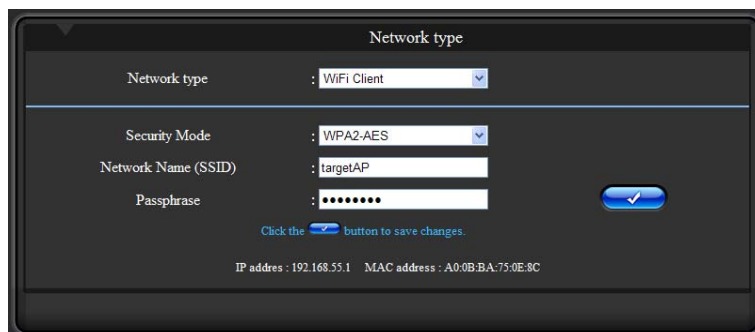 Network type
Network type : WiFi Client
Security Mode : WPA2-AES
Network Name (SSID) : targetAP
Passphrase : ●●●●●●●●
Click the button to save changes.
IP addres : 192.168.55.1 MAC address : A0:0B:BA:75:0E:8C